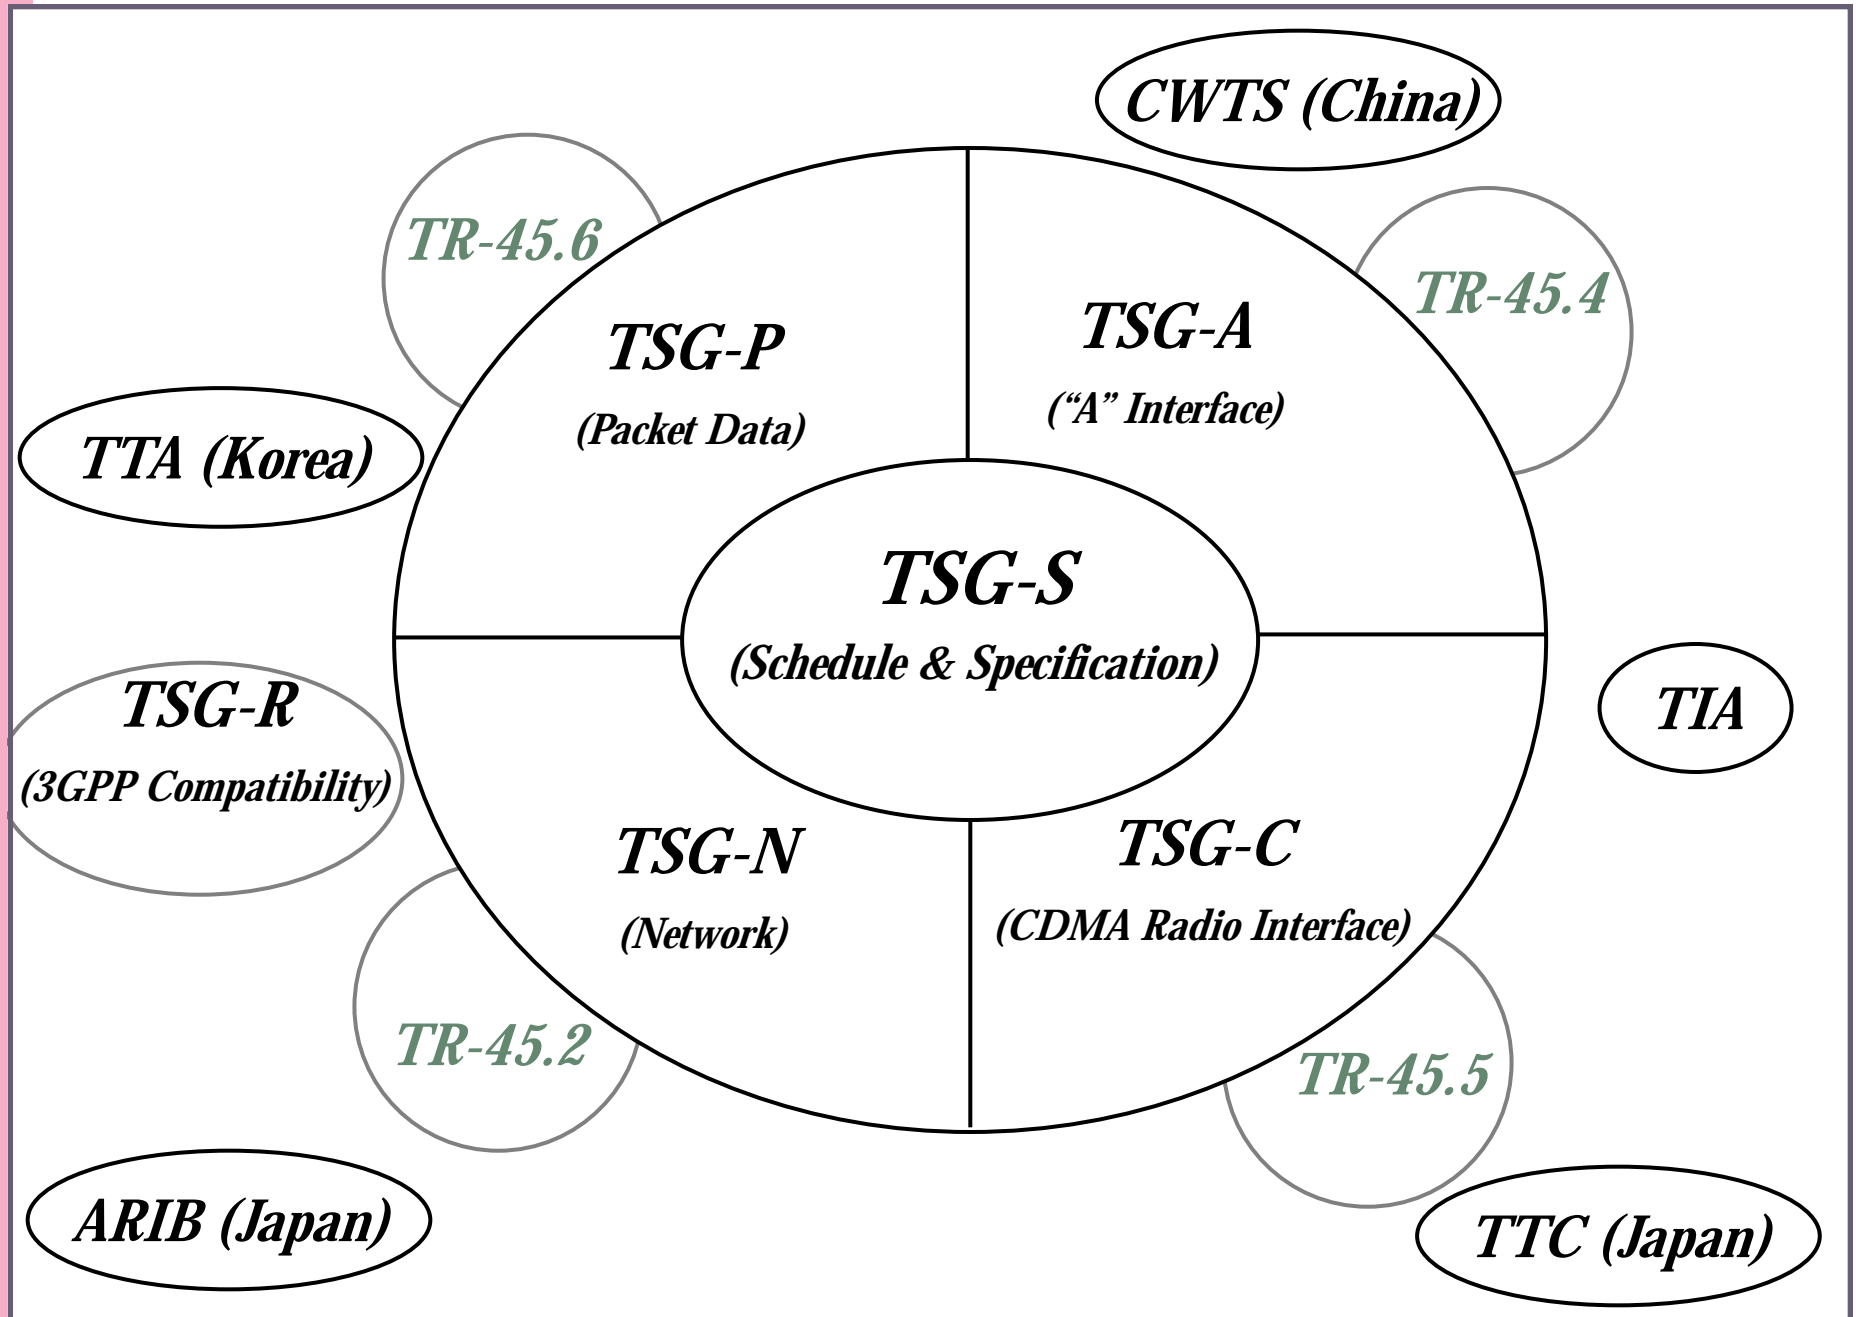 CWTS (China)
TR-45.6
TR-45.4
TSG-P
(Packet Data)
TSG-A
(“A” Interface)
TTA (Korea)
TSG-S
(Schedule & Specification)
TSG-R
(3GPP Compatibility)
TIA
TSG-N
(Network)
TSG-C
(CDMA Radio Interface)
TR-45.2
TR-45.5
ARIB (Japan)
TTC (Japan)